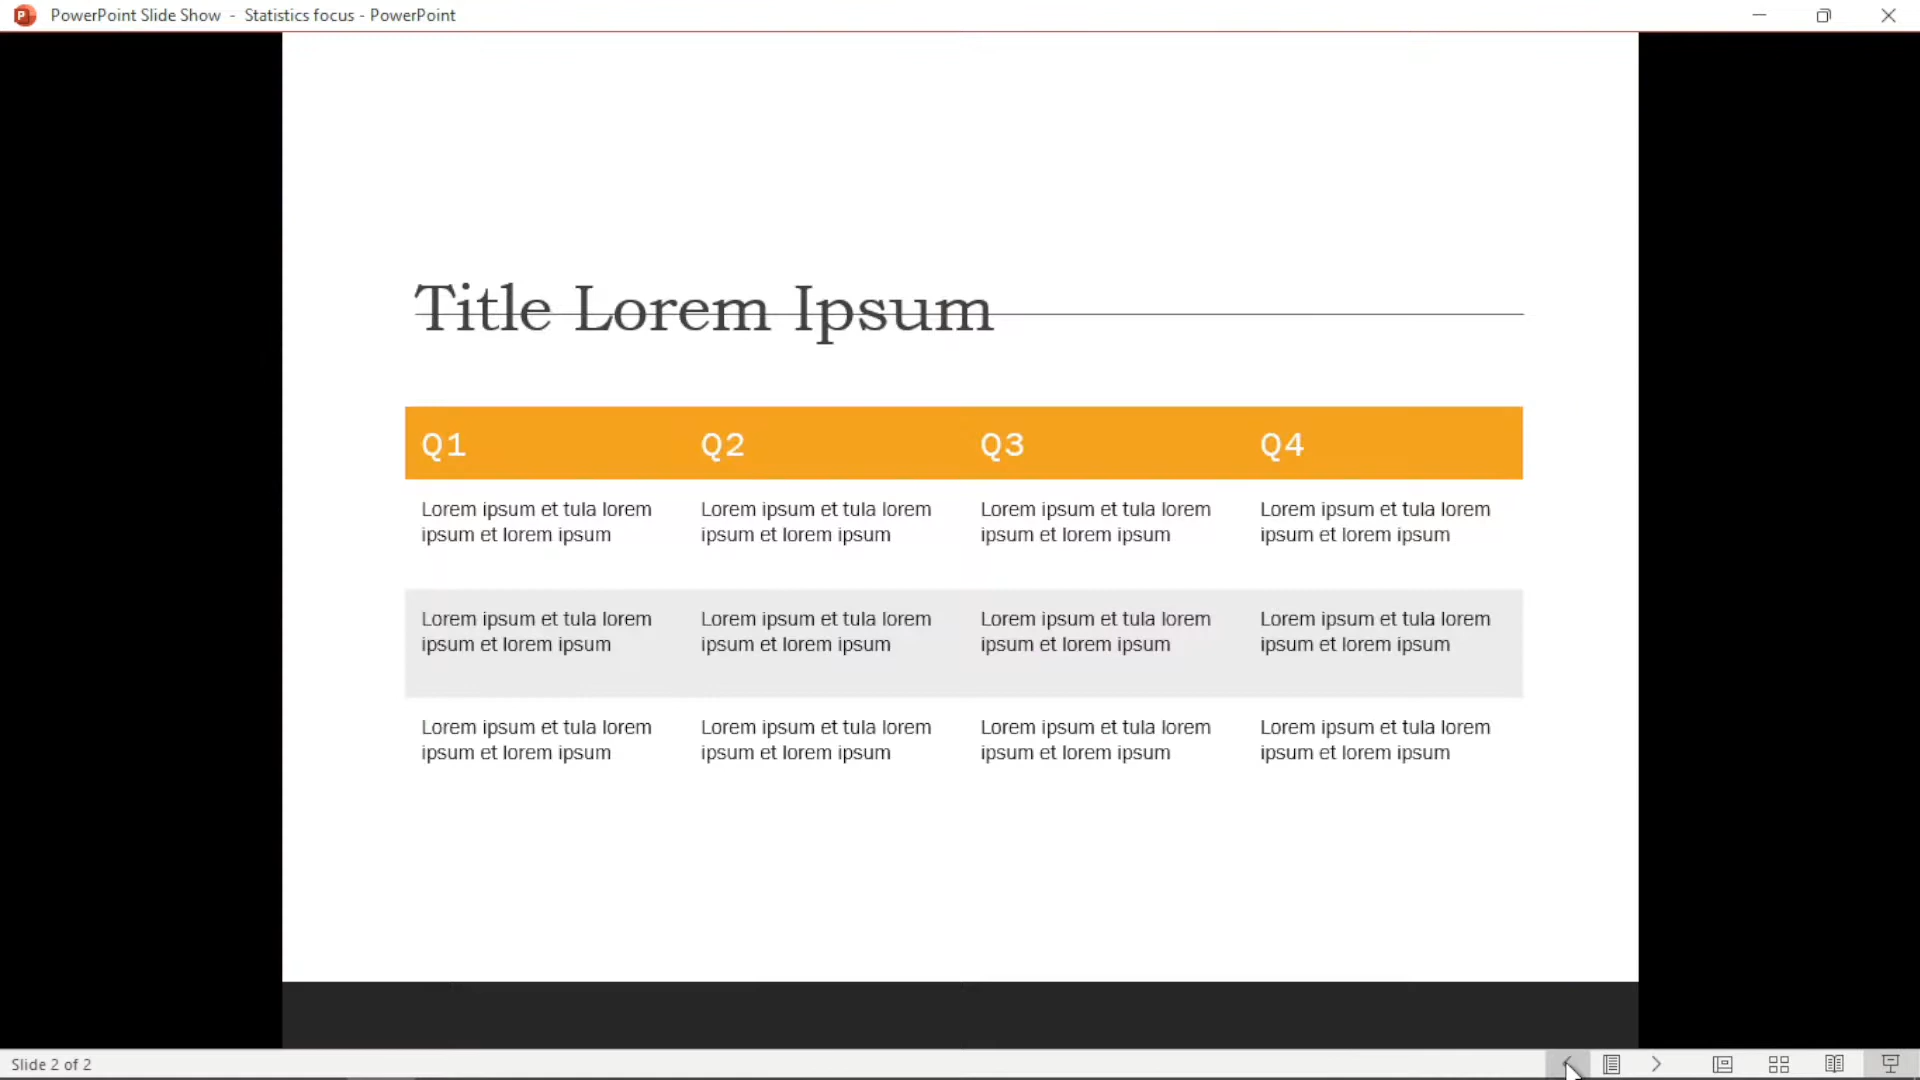 PowerPoint Slide Show - Statistics focus - PowerPoint
Title Lorem Ipsum
Q1 Q2 Q3 Q4
Lorem ipsum et tula lorem Lorem ipsum et tula lorem Lorem ipsum et tula lorem Lorem ipsum et tula lorem
ipsum et lorem ipsum ipsum et lorem ipsum ipsum et lorem ipsum ipsum et lorem ipsum
Lorem ipsum et tula lorem Lorem ipsum et tula lorem Lorem ipsum et tula lorem Lorem ipsum et tula lorem
ipsum et lorem ipsum ipsum et lorem ipsum ipsum et lorem ipsum ipsum et lorem ipsum
Lorem ipsum et tula lorem Lorem ipsum et tula lorem Lorem ipsum et tula lorem Lorem ipsum et tula lorem
ipsum et lorem ipsum ipsum et lorem ipsum ipsum et lorem ipsum ipsum et lorem ipsum
Slide 2 of 2